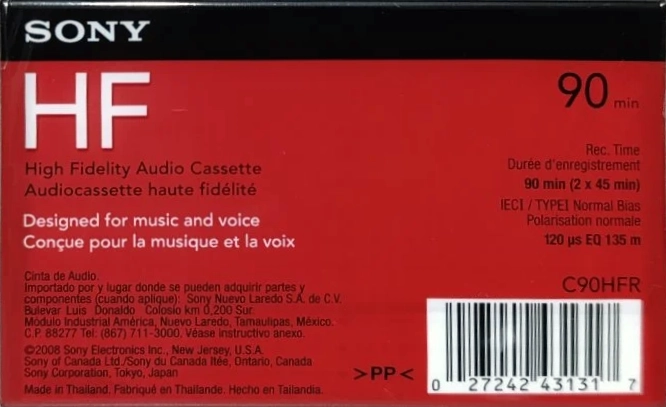 SONY
HF
90 min
High Fidelity Audio Cassette
Audiocassette haute fidélité
Designed for music and voice
Conçue pour la musique et la voix
Rec. Time
Durée d'enregistrement
90 min (2 x 45 min)
IECI / TYPEI Normal Bias
Polarisation normale
120 µs EQ 135 m
C90HFR
Cinta de Audio.
Importado por y lugar donde se pueden adquirir partes y
componentes (cuando aplique): Sony Nuevo Laredo S.A. de C.V.
Bulevar Luis Donaldo Colosio km 0,200 Sur.
Módulo Industrial América, Nuevo Laredo, Tamaulipas, México.
C.P. 88277 Tel: (867) 711-3000. Véase instructivo anexo.
©2008 Sony Electronics Inc., New Jersey, U.S.A.
Sony of Canada Ltd./Sony du Canada ltée, Ontario, Canada
Sony Corporation, Tokyo, Japan
Made in Thailand. Fabriqué en Thaïlande. Hecho en Tailandia.
>PP<
0 27242 43131 7